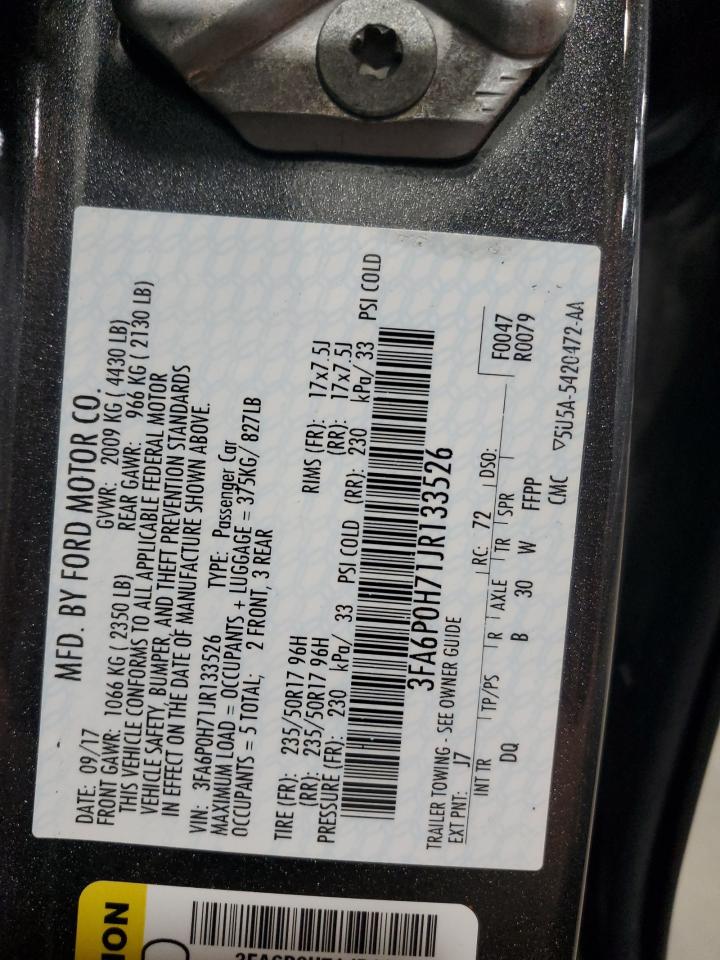 MFD. BY FORD MOTOR CO.
DATE: 09/17 GVWR: 2009 KG ( 4430 LB)
FRONT GAWR: 1066 KG ( 2350 LB) REAR GAWR: 966 KG ( 2130 LB)
THIS VEHICLE CONFORMS TO ALL APPLICABLE FEDERAL MOTOR
VEHICLE SAFETY, BUMPER, AND THEFT PREVENTION STANDARDS
IN EFFECT ON THE DATE OF MANUFACTURE SHOWN ABOVE.
VIN: 3FA6P0H71JR133526 TYPE: Passenger Car
MAXIMUM LOAD = OCCUPANTS + LUGGAGE = 375KG/ 827LB
OCCUPANTS = 5 TOTAL; 2 FRONT, 3 REAR
TIRE (FR): 235/50R17 96H RIMS (FR): 17x7.5J
(RR): 235/50R17 96H (RR): 17x7.5J
PRESSURE (FR): 230 kPa/ 33 PSI COLD (RR): 230 kPa/ 33 PSI COLD
3FA6P0H71JR133526
TRAILER TOWING - SEE OWNER GUIDE
EXT PNT: J7 RC: 72 DSO: F0047
R0079
INT TR TP/PS R AXLE TR SPR
DQ B 30 W FFPP
CMC ▽5U5A-5420472-AA